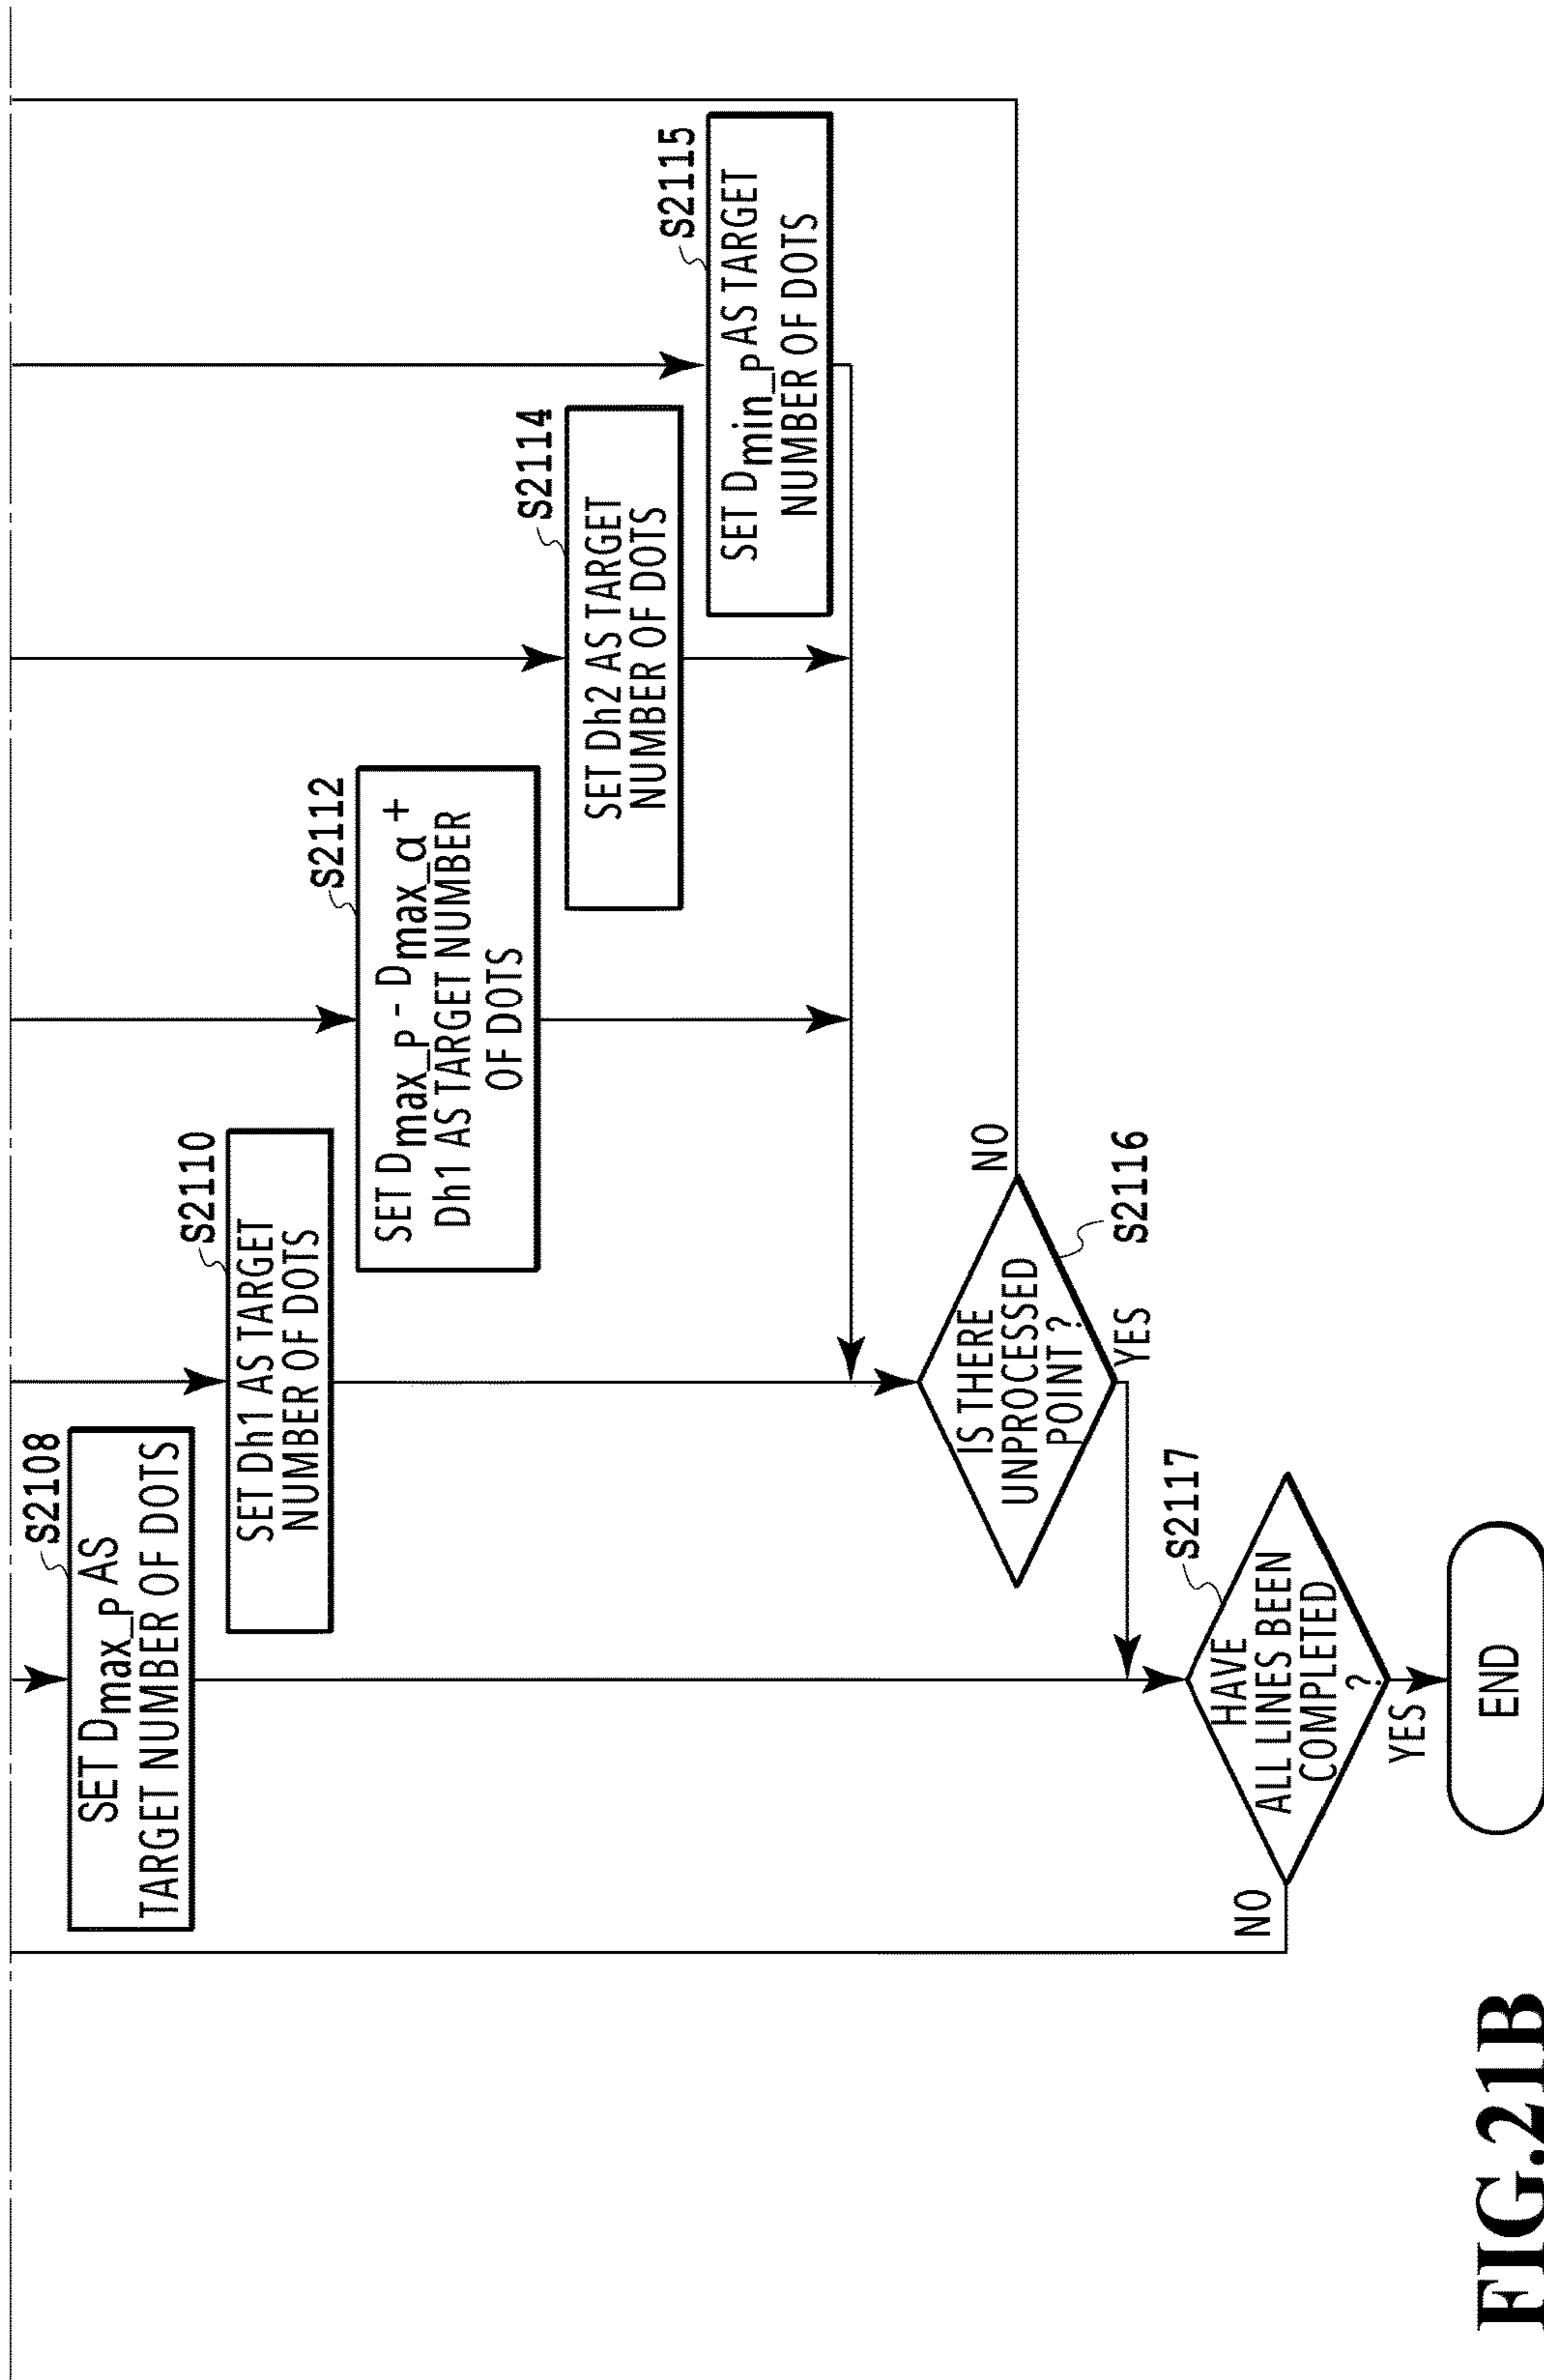 S2108
SET Dmax_P AS
TARGET NUMBER OF DOTS
S2110
SET Dh1 AS TARGET
NUMBER OF DOTS
S2112
SET Dmax_P - Dmax_α +
Dh1 AS TARGET NUMBER
OF DOTS
S2114
SET Dh2 AS TARGET
NUMBER OF DOTS
S2115
SET Dmin_P AS TARGET
NUMBER OF DOTS
IS THERE
UNPROCESSED
POINT ?
NO
S2116
YES
S2117
HAVE
ALL LINES BEEN
COMPLETED
?
NO
YES
END
FIG.21B